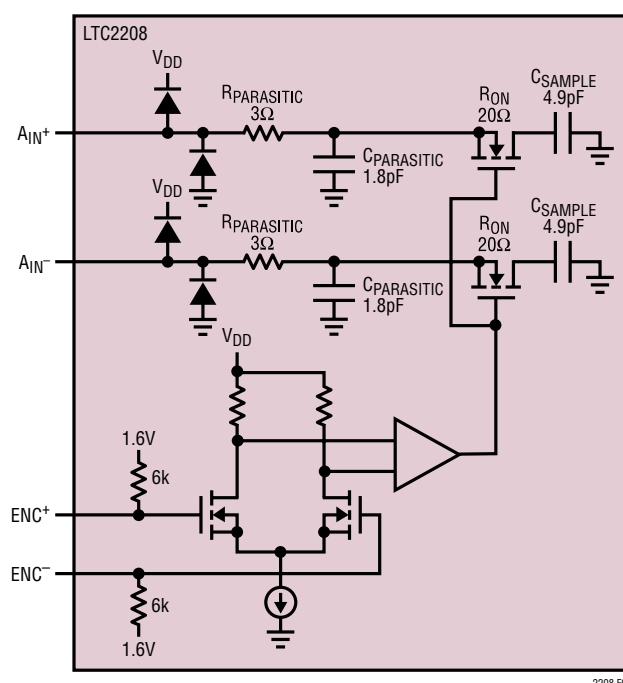 LTC2208
VDD
RPARASITIC
3Ω
CSAMPLE
4.9pF
RON
20Ω
AIN+
CPARASITIC
1.8pF
VDD
RPARASITIC
3Ω
CSAMPLE
4.9pF
RON
20Ω
AIN−
CPARASITIC
1.8pF
VDD
1.6V
6k
ENC+
ENC−
6k
1.6V